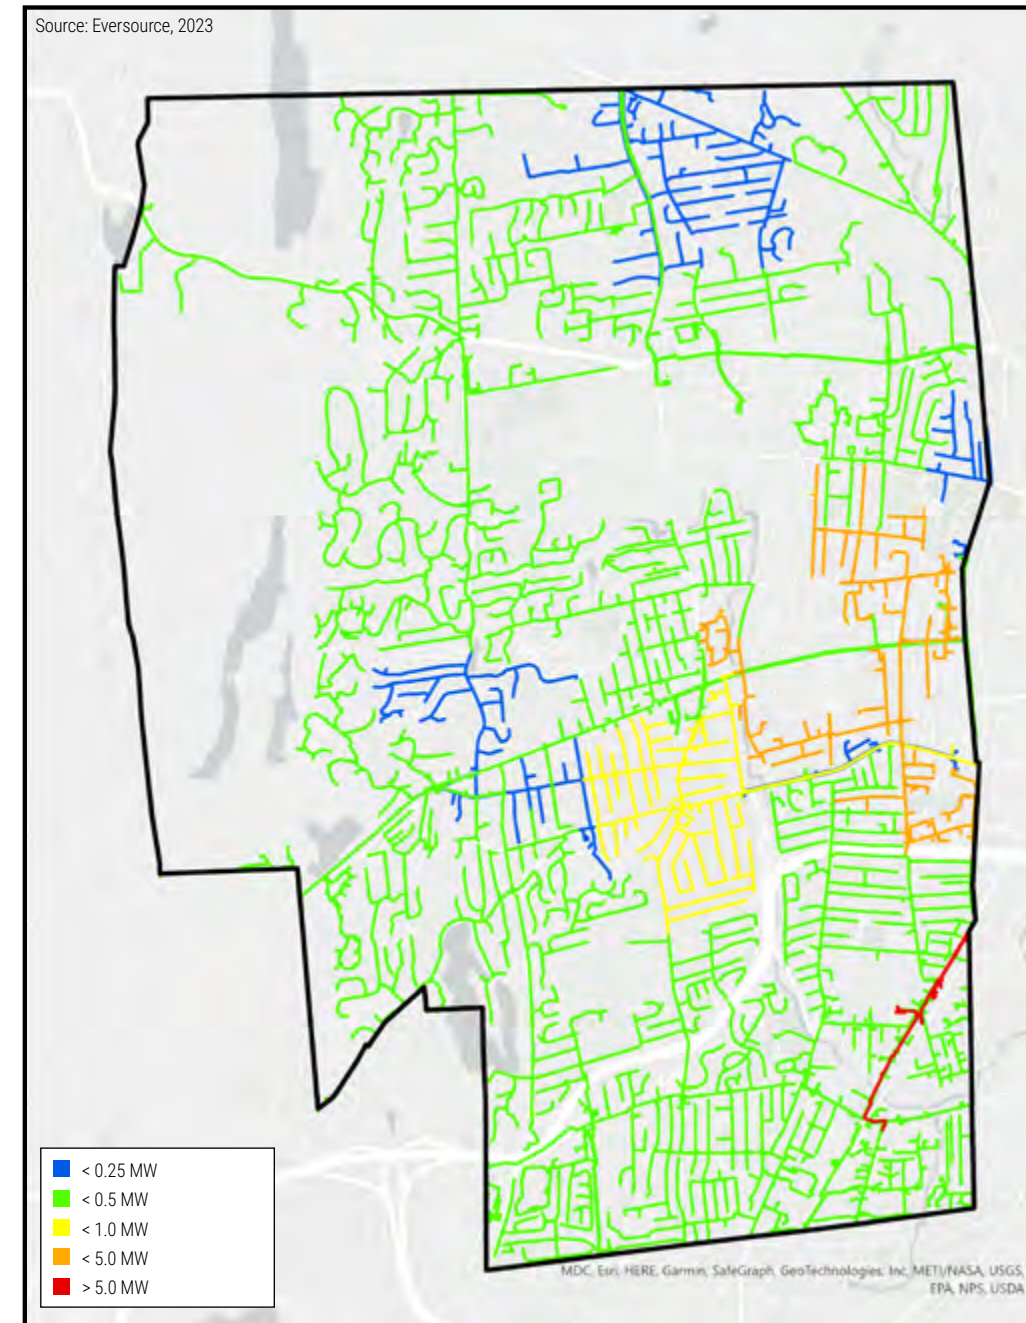 Source: Eversource, 2023
< 0.25 MW
< 0.5 MW
< 1.0 MW
< 5.0 MW
> 5.0 MW
MDC, Esri, HERE, Garmin, SafeGraph, GeoTechnologies, Inc, METI/NASA, USGS,
EPA, NPS, USDA